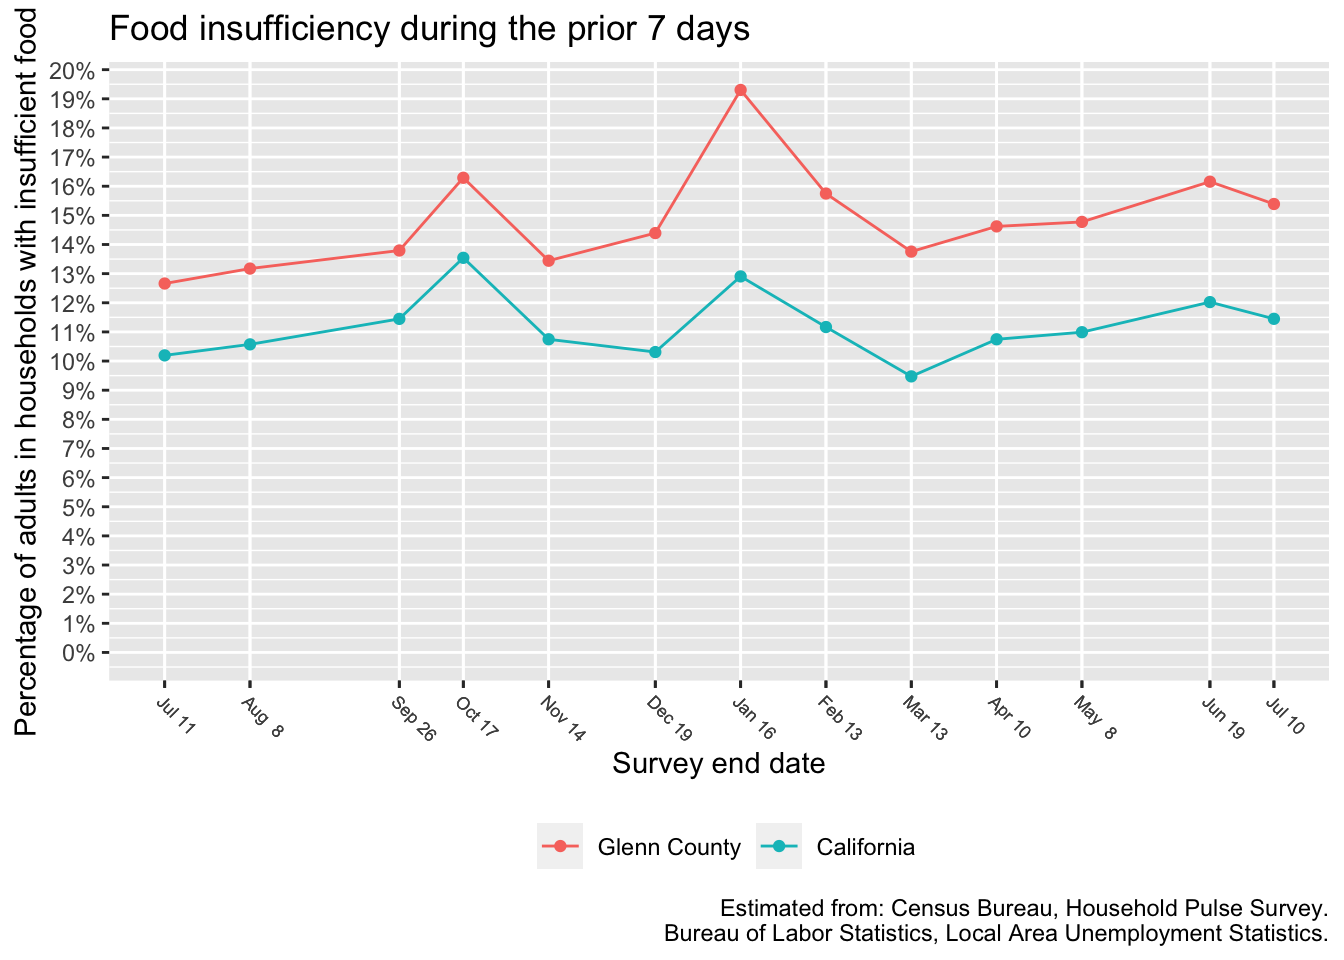 Food insufficiency during the prior 7 days
Percentage of adults in households with insufficient food
20%
19%
18%
17%
16%
15%
14%
13%
12%
11%
10%
9%
8%
7%
6%
5%
4%
3%
2%
1%
0%
Jul 11
Aug 8
Sep 26
Oct 17
Nov 14
Dec 19
Jan 16
Feb 13
Mar 13
Apr 10
May 8
Jun 19
Jul 10
Survey end date
Glenn County
California
Estimated from: Census Bureau, Household Pulse Survey.
Bureau of Labor Statistics, Local Area Unemployment Statistics.